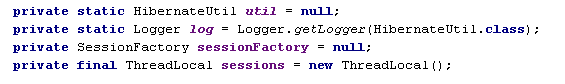 private static HibernateUtil util = null;
private static Logger log = Logger.getLogger(HibernateUtil.class);
private SessionFactory sessionFactory = null;
private final ThreadLocal sessions = new ThreadLocal();